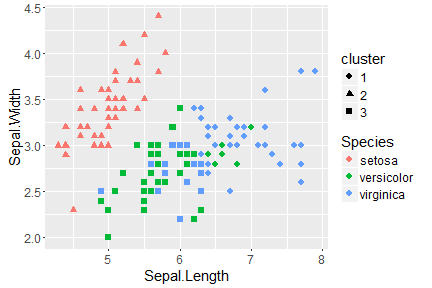 4.5
4.0
3.5
3.0
2.5
2.0
Sepal.Width
5
6
7
8
Sepal.Length
cluster
1
2
3
Species
setosa
versicolor
virginica